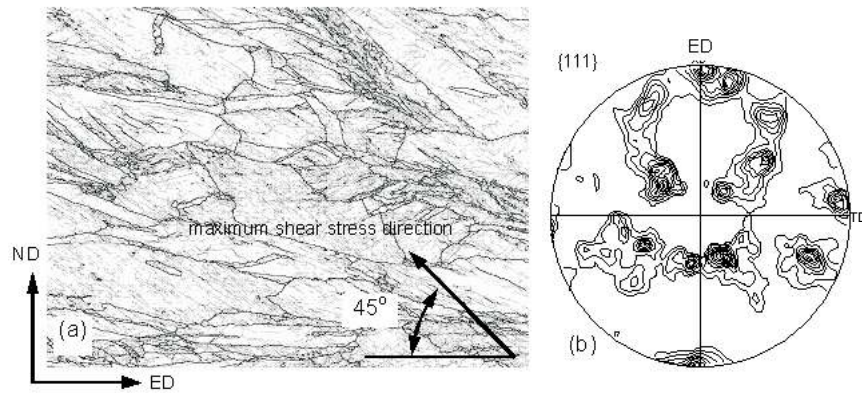 maximum shear stress direction
ND
45°
(a)
ED
{111}
ED
TD
(b)